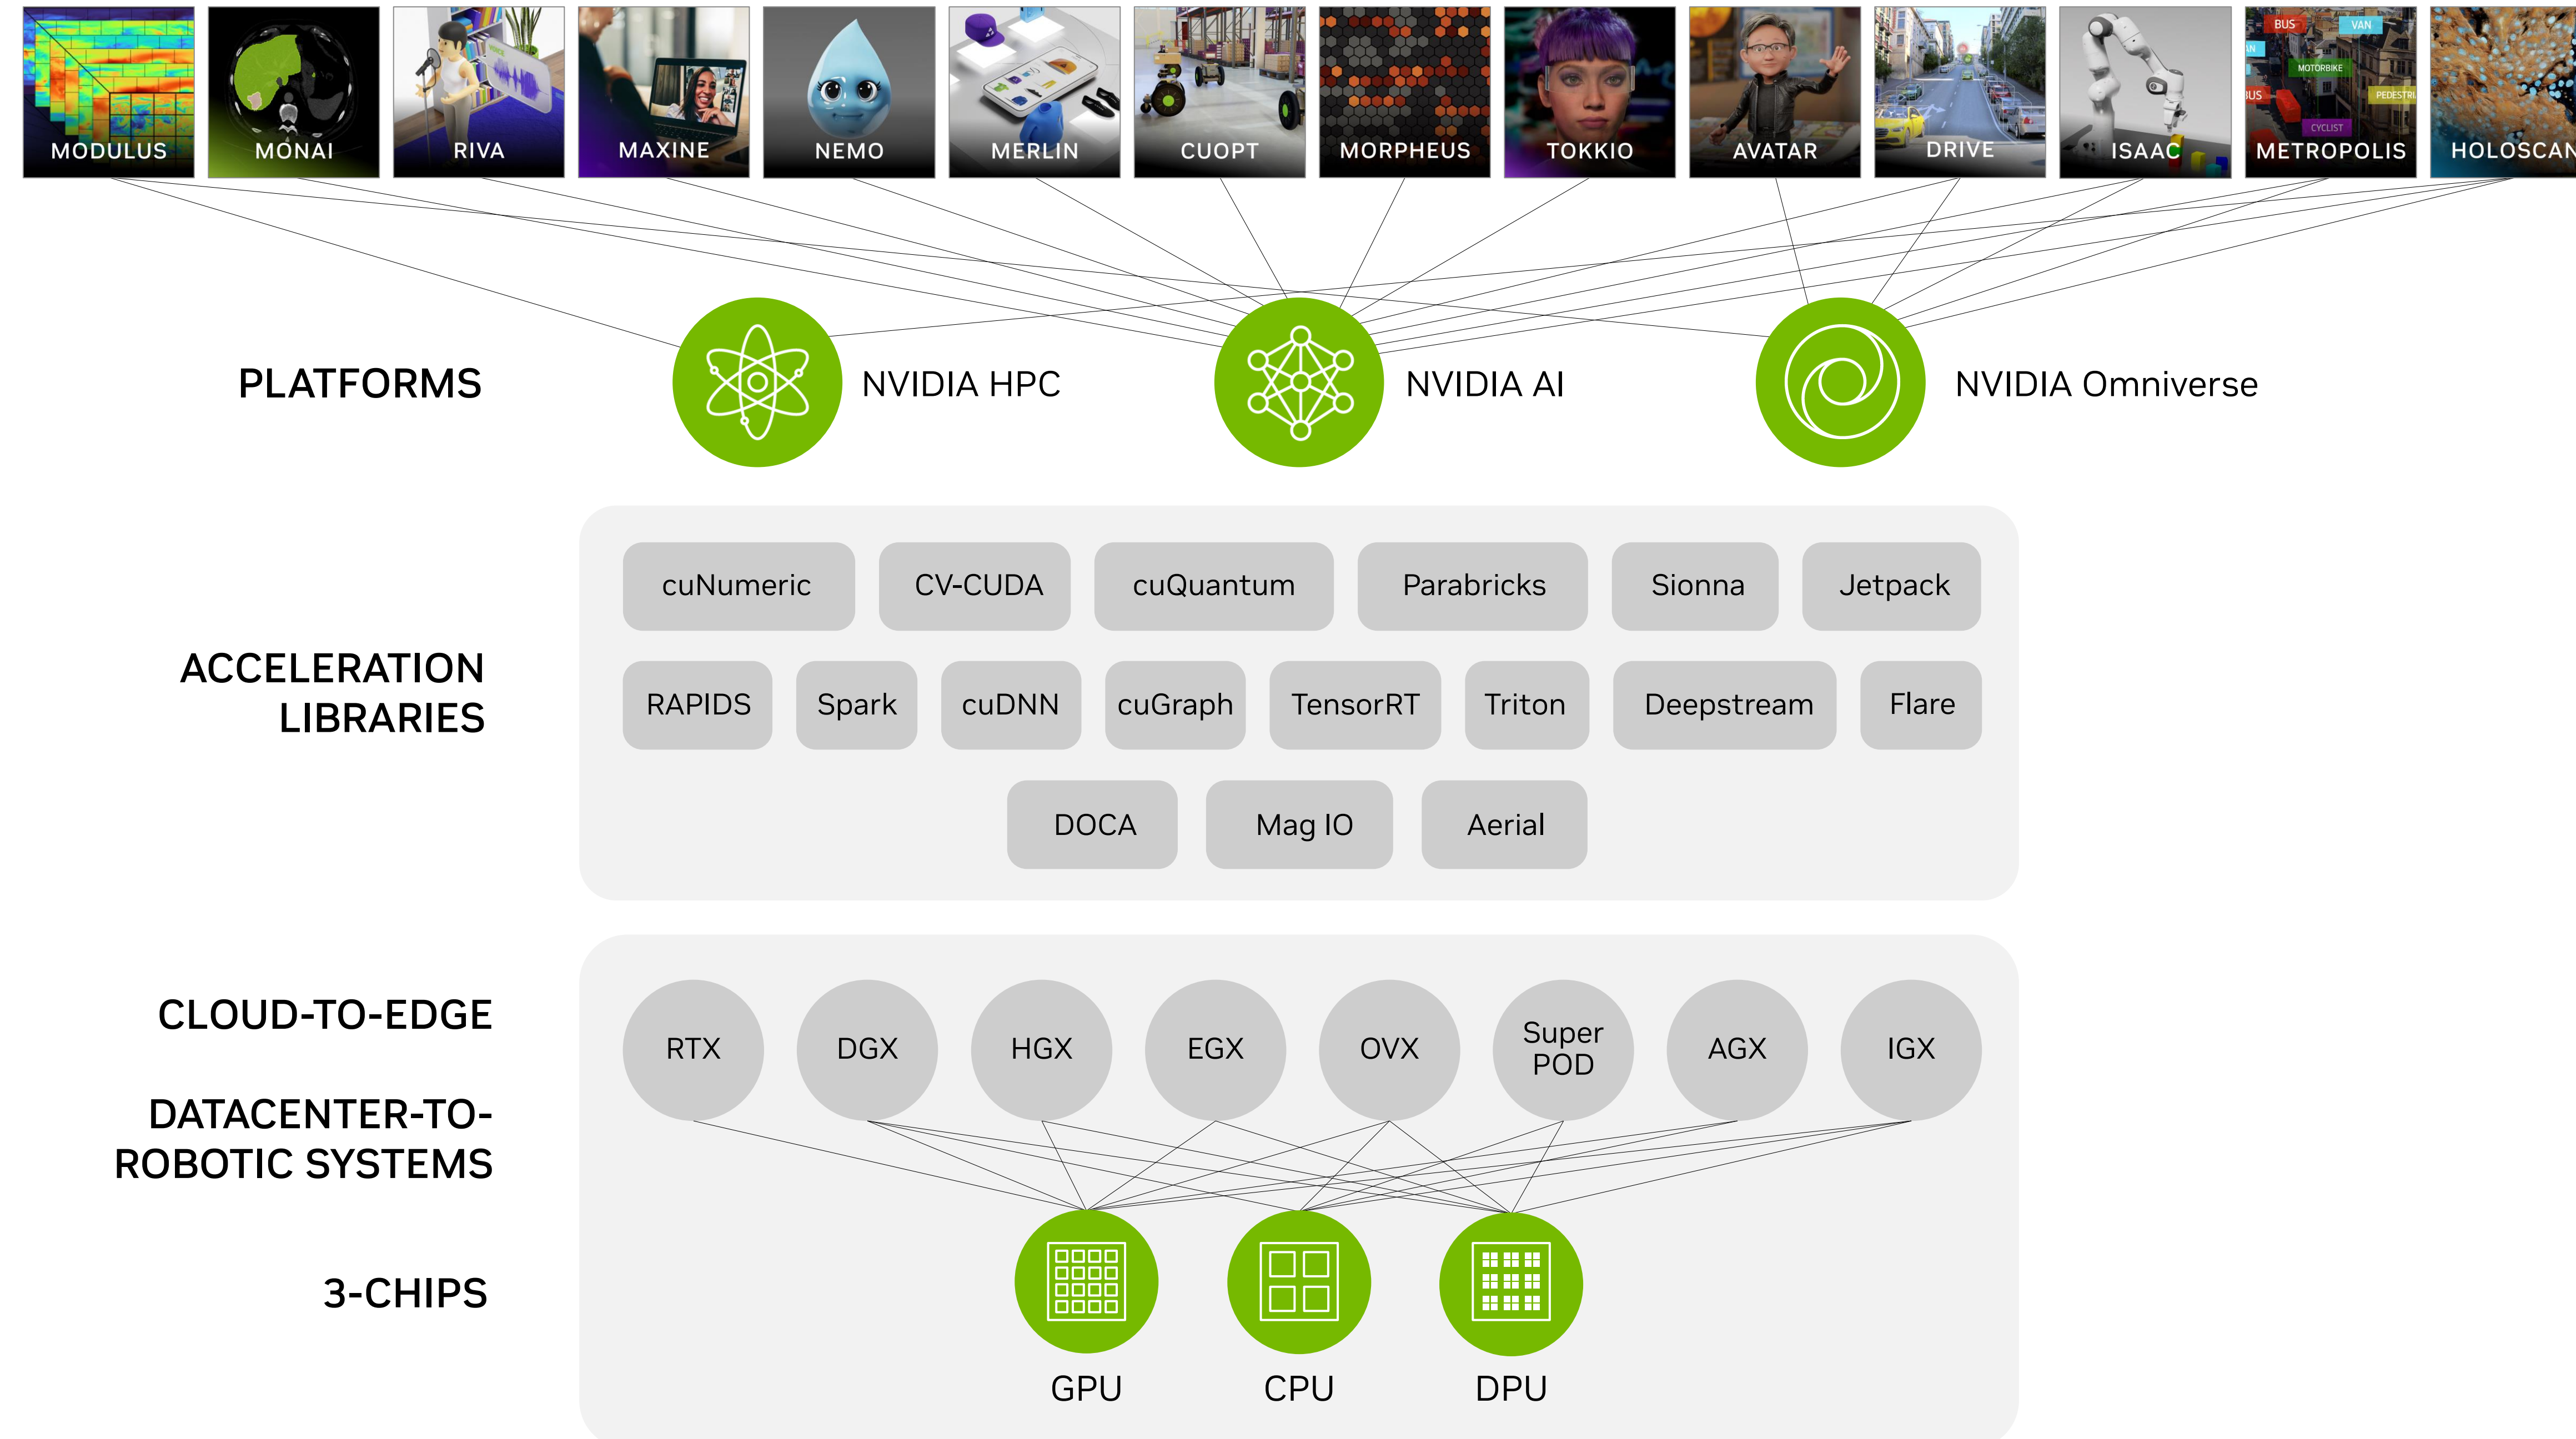 MODULUS
MONAI
RIVA
MAXINE
NEMO
MERLIN
CUOPT
MORPHEUS
TOKKIO
AVATAR
DRIVE
ISAAC
BUS
VAN
MOTORBIKE
CYCLIST
METROPOLIS
HOLOSCAN
PLATFORMS
NVIDIA HPC
NVIDIA AI
NVIDIA Omniverse
ACCELERATION
LIBRARIES
cuNumeric
CV-CUDA
cuQuantum
Parabricks
Sionna
Jetpack
RAPIDS
Spark
cuDNN
cuGraph
TensorRT
Triton
Deepstream
Flare
DOCA
Mag IO
Aerial
CLOUD-TO-EDGE
DATACENTER-TO-
ROBOTIC SYSTEMS
RTX
DGX
HGX
EGX
OVX
Super
POD
AGX
IGX
3-CHIPS
GPU
CPU
DPU